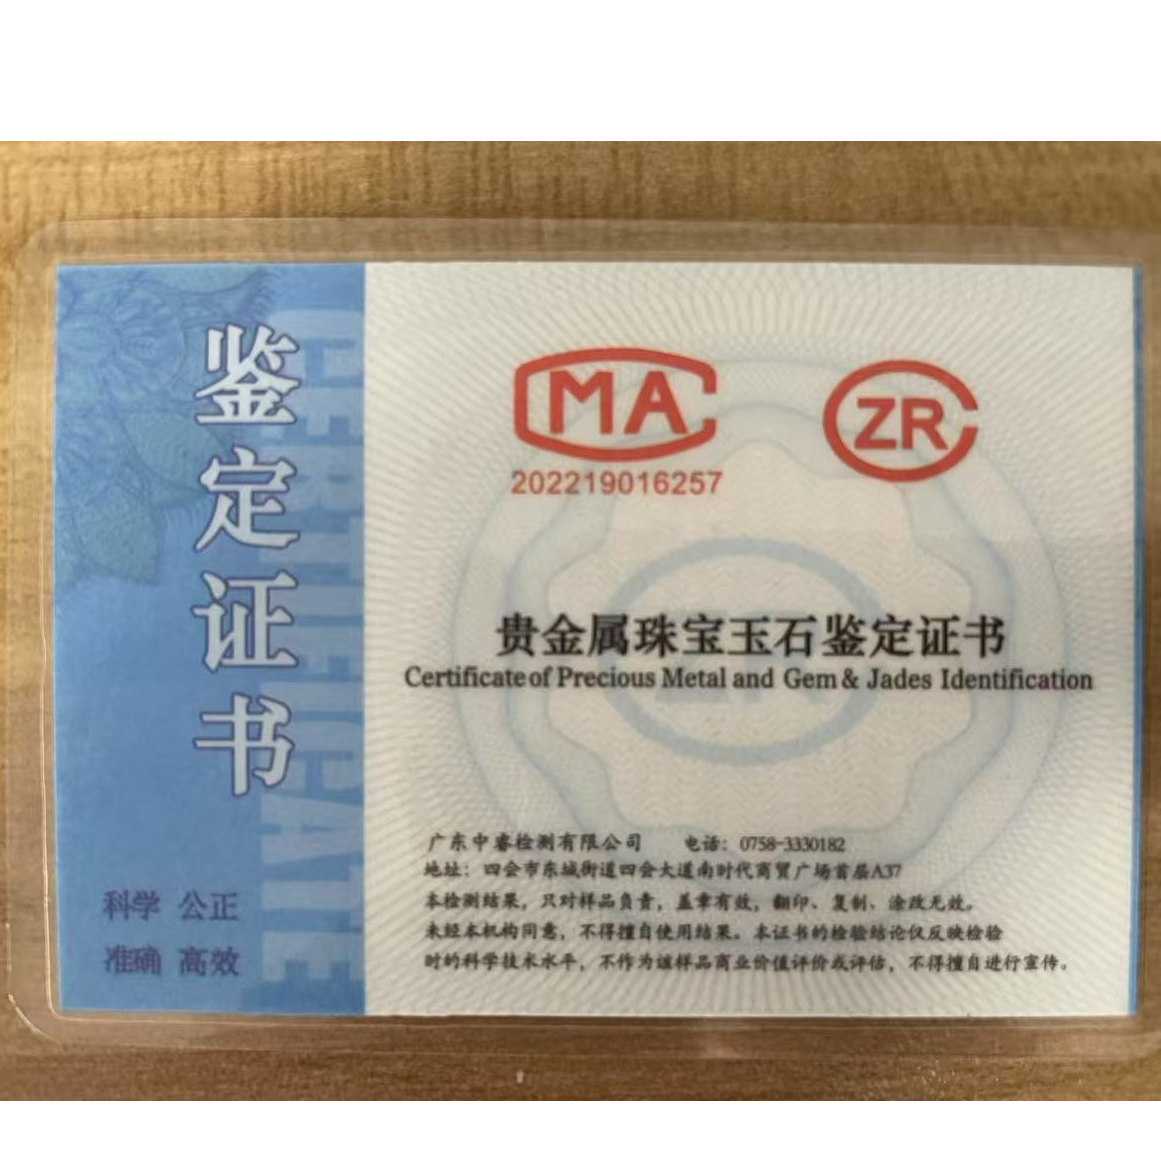 鉴定证书
CERTIFICATE
科学 公正
准确 高效
MA
202219016257
ZR
贵金属珠宝玉石鉴定证书
Certificate of Precious Metal and Gem & Jades Identification
广东中睿检测有限公司 电话：0758-3330182
地址：四会市东城街道四会大道南时代商贸广场首层A37
本检测结果，只对样品负责，盖章有效，翻印、复制、涂改无效。
未经本机构同意，不得擅自使用结果。本证书的检验结论仅反映检验
时的科学技术水平，不作为该样品商业价值评价或评估，不得擅自进行宣传。
ZR